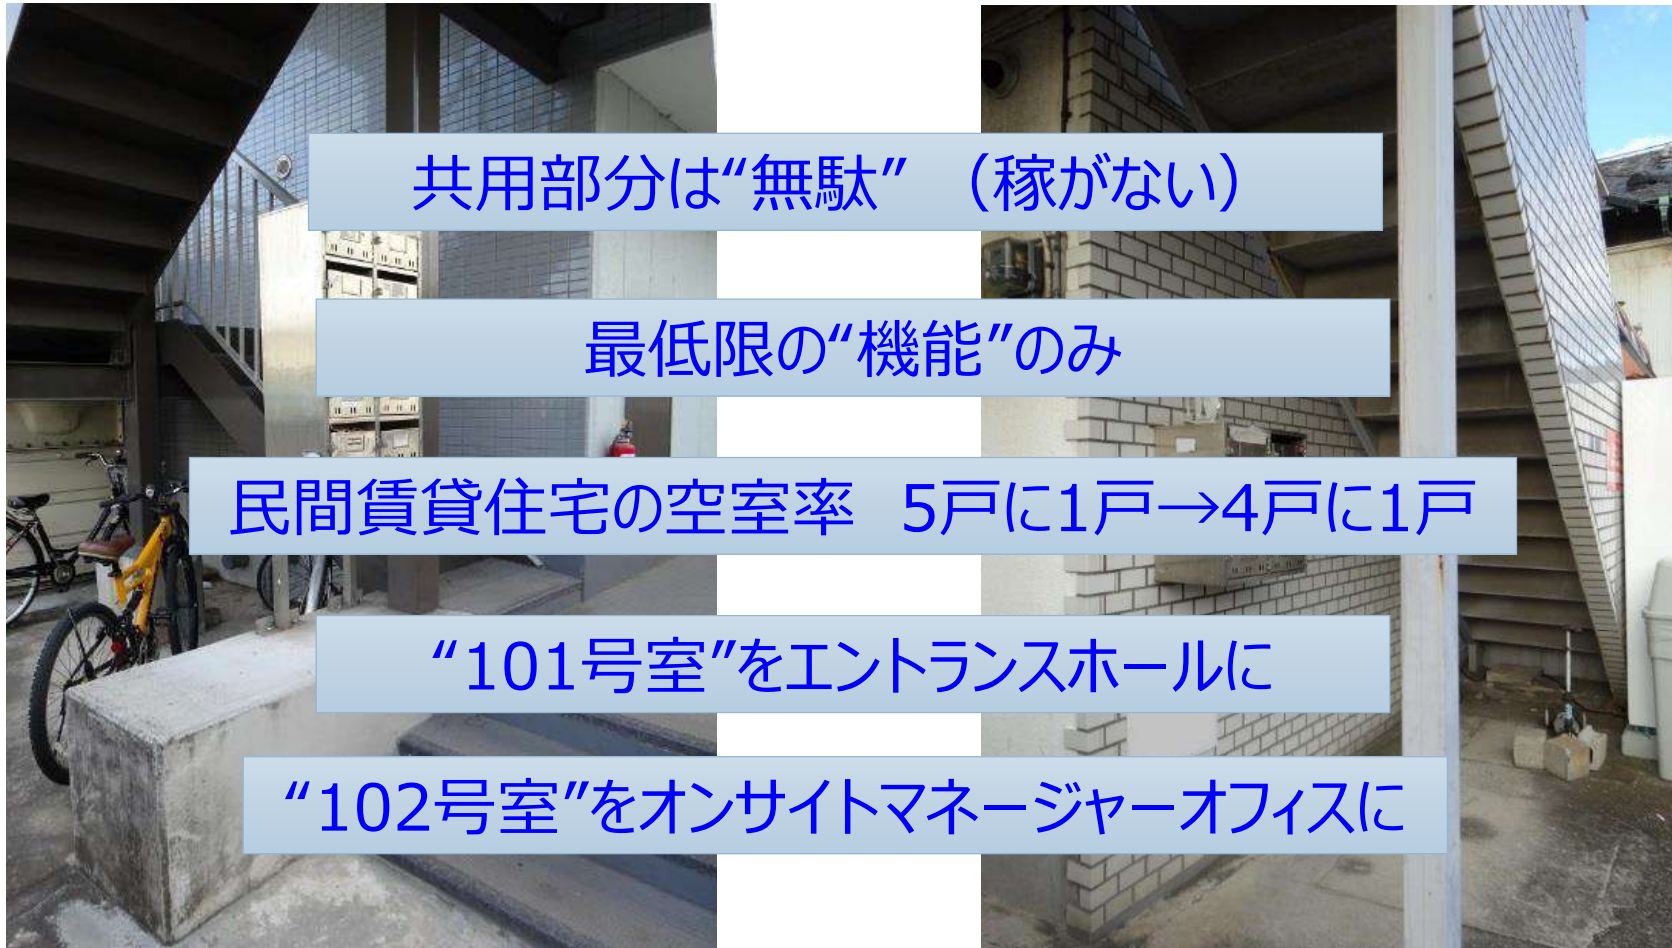 共用部分は“無駄” （稼がない）
最低限の“機能”のみ
民間賃貸住宅の空室率 5戸に1戸→4戸に1戸
“101号室”をエントランスホールに
“102号室”をオンサイトマネージャーオフィスに